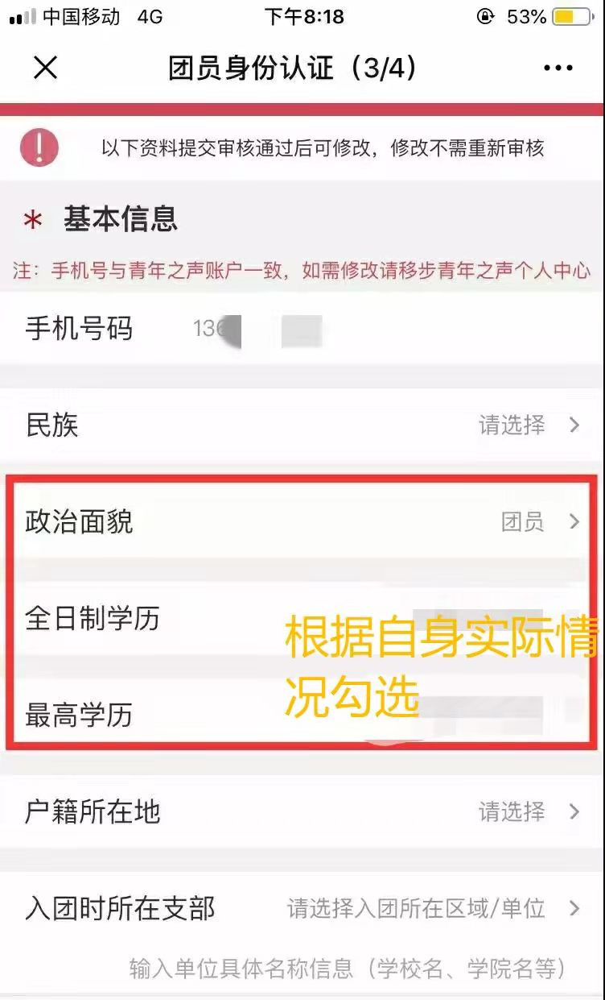 中国移动 4G 下午8:18 53%
团员身份认证（3/4）
以下资料提交审核通过后可修改，修改不需重新审核
* 基本信息
注：手机号与青年之声账户一致，如需修改请移步青年之声个人中心
手机号码 136
民族 请选择
政治面貌 团员
全日制学历
根据自身实际情
况勾选
最高学历
户籍所在地 请选择
入团时所在支部 请选择入团所在区域/单位
输入单位具体名称信息（学校名、学院名等）